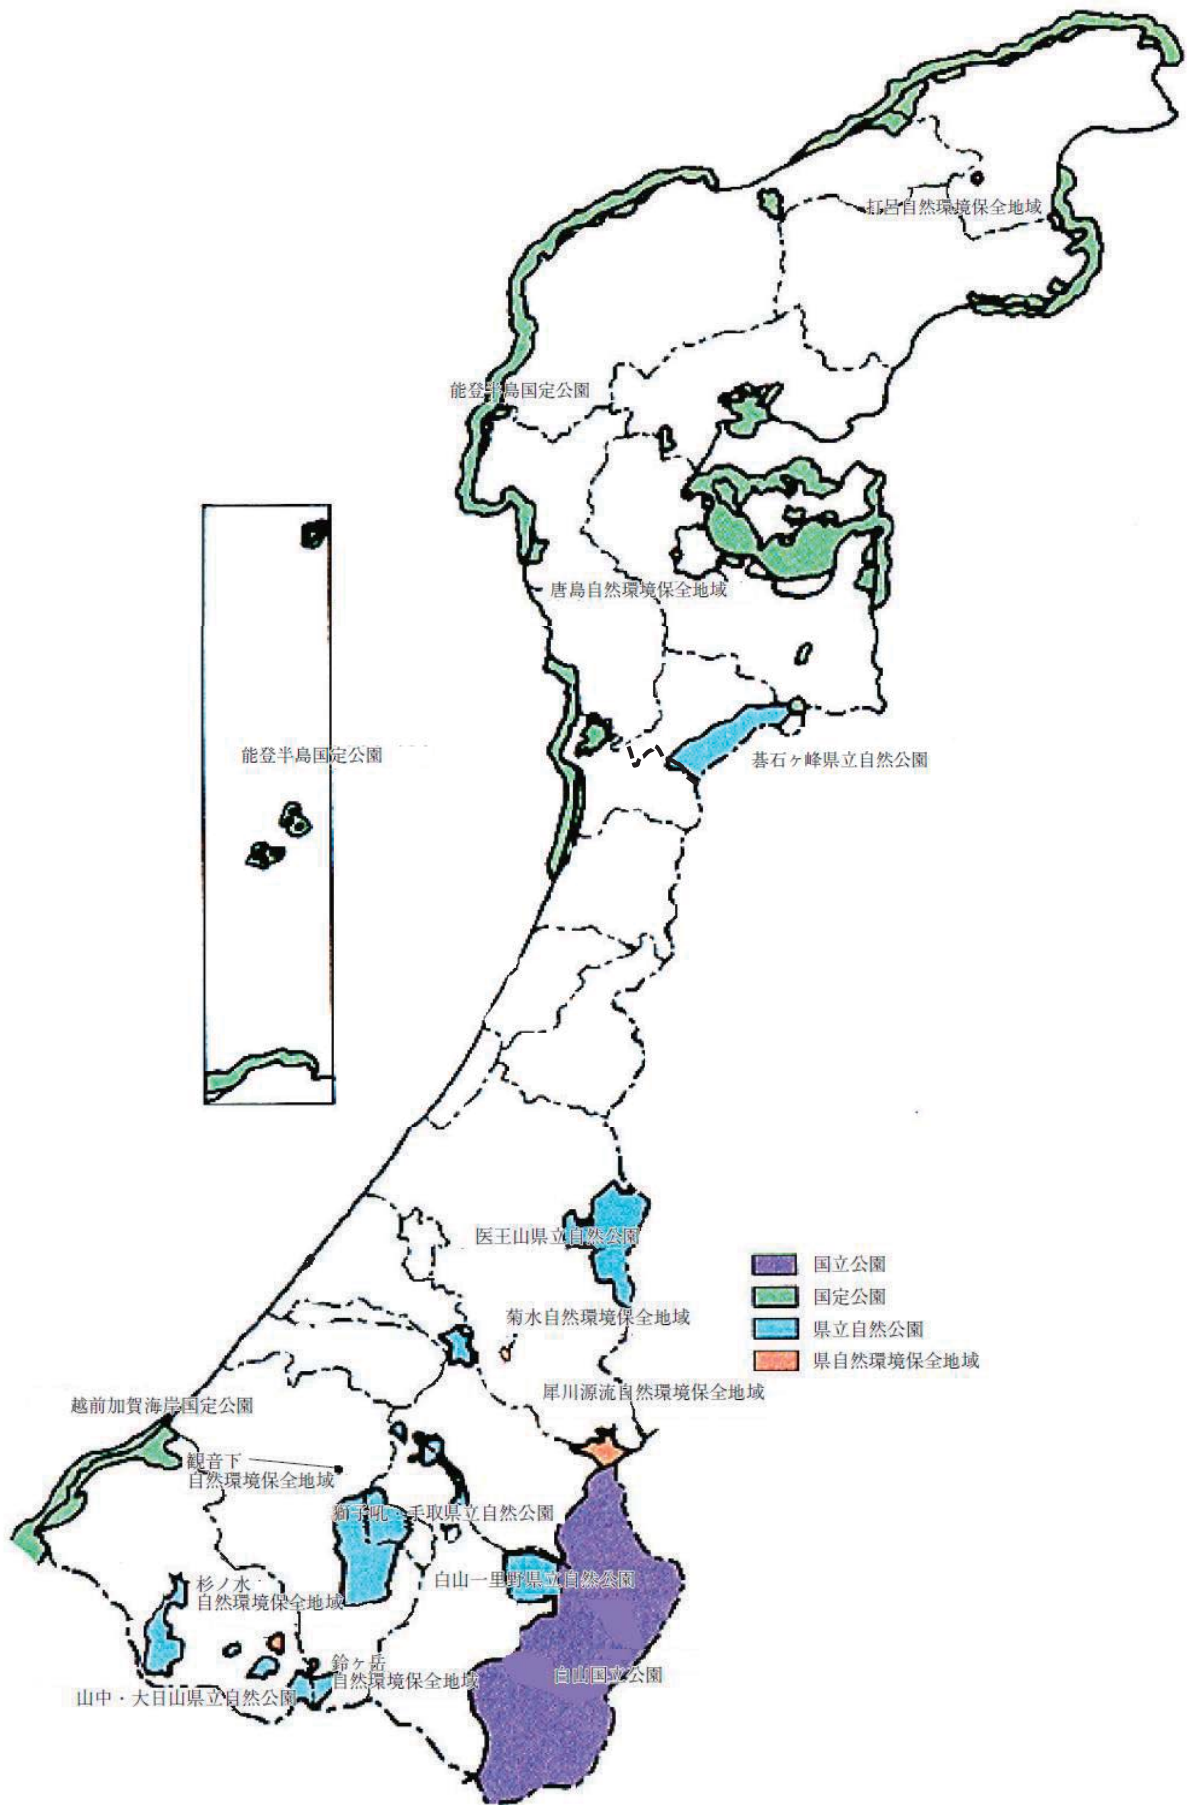 打呂自然環境保全地域
能登半島国定公園
唐島自然環境保全地域
能登半島国定公園
碁石ヶ峰県立自然公園
医王山県立自然公園
国立公園
国定公園
県立自然公園
県自然環境保全地域
菊水自然環境保全地域
犀川源流自然環境保全地域
越前加賀海岸国定公園
観音下
自然環境保全地域
獅子吼・手取県立自然公園
白山一里野県立自然公園
杉ノ水
自然環境保全地域
鈴ヶ岳
自然環境保全地域
白山国立公園
山中・大日山県立自然公園